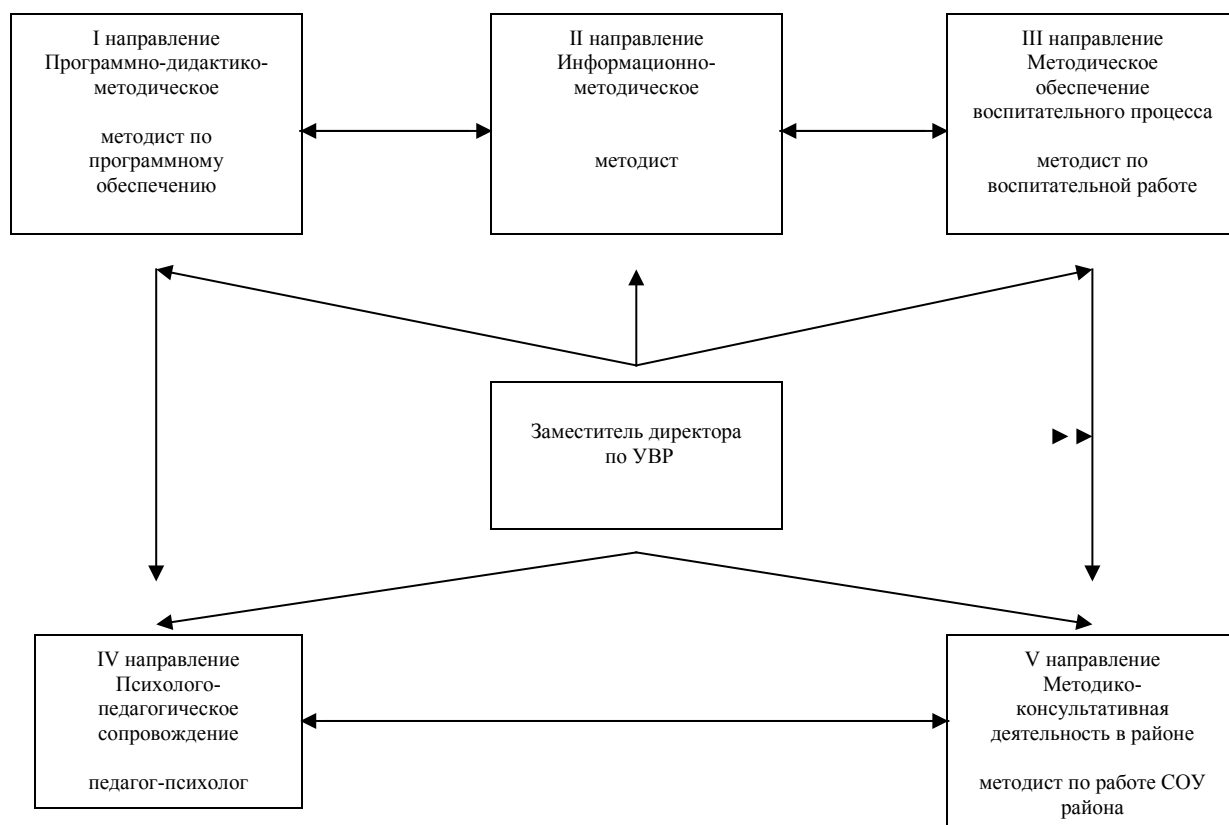 I направление
Программно-дидактико-
методическое
методист по
программному
обеспечению
II направление
Информационно-
методическое
методист
III направление
Методическое
обеспечение
воспитательного процесса
методист по
воспитательной работе
Заместитель директора
по УВР
IV направление
Психолого-
педагогическое
сопровождение
педагог-психолог
V направление
Методико-
консультативная
деятельность в районе
методист по работе СОУ
района